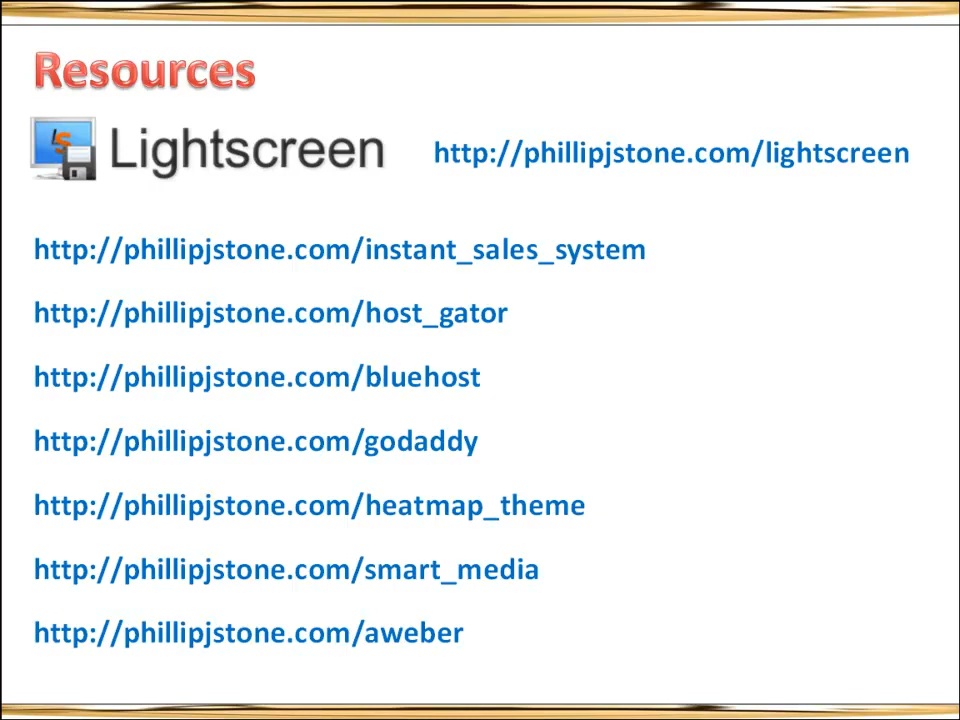 Resources
LS
Lightscreen http://phillipjstone.com/lightscreen
http://phillipjstone.com/instant_sales_system
http://phillipjstone.com/host_gator
http://phillipjstone.com/bluehost
http://phillipjstone.com/godaddy
http://phillipjstone.com/heatmap_theme
http://phillipjstone.com/smart_media
http://phillipjstone.com/aweber